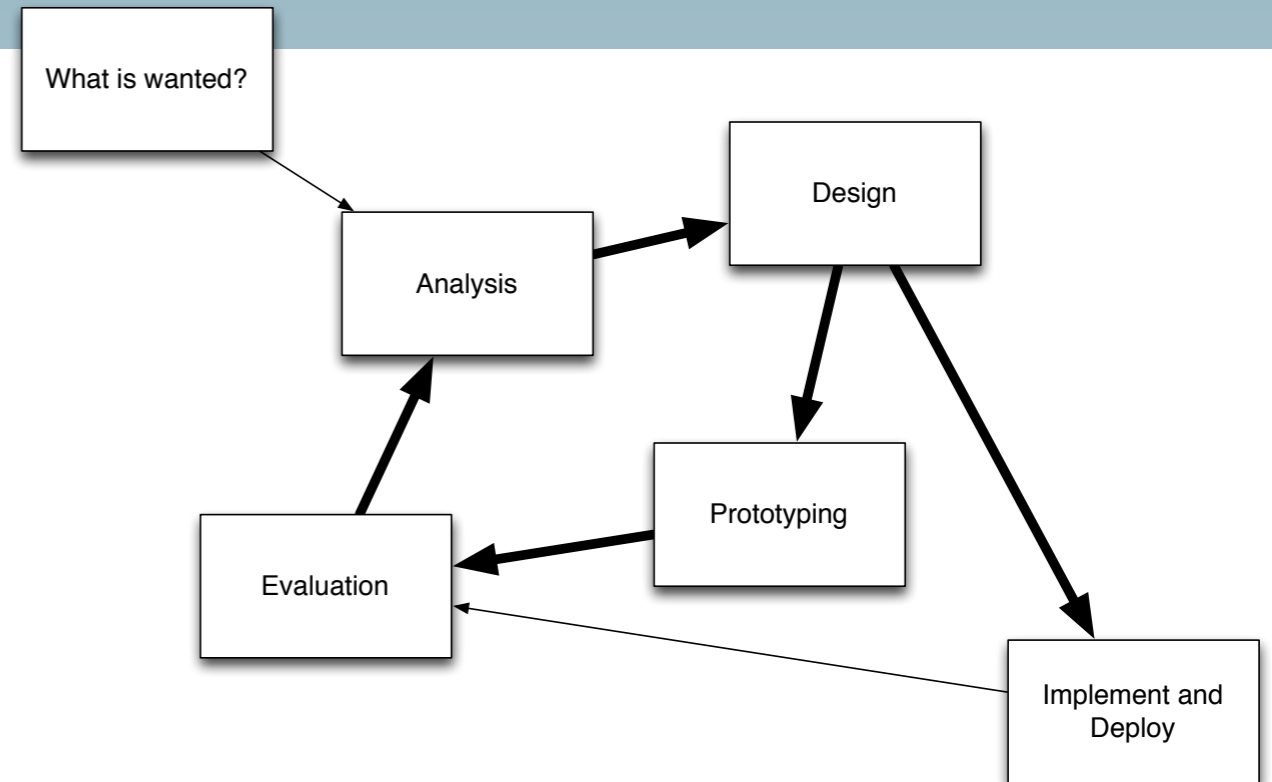 What is wanted?
Design
Analysis
Prototyping
Evaluation
Implement and
Deploy